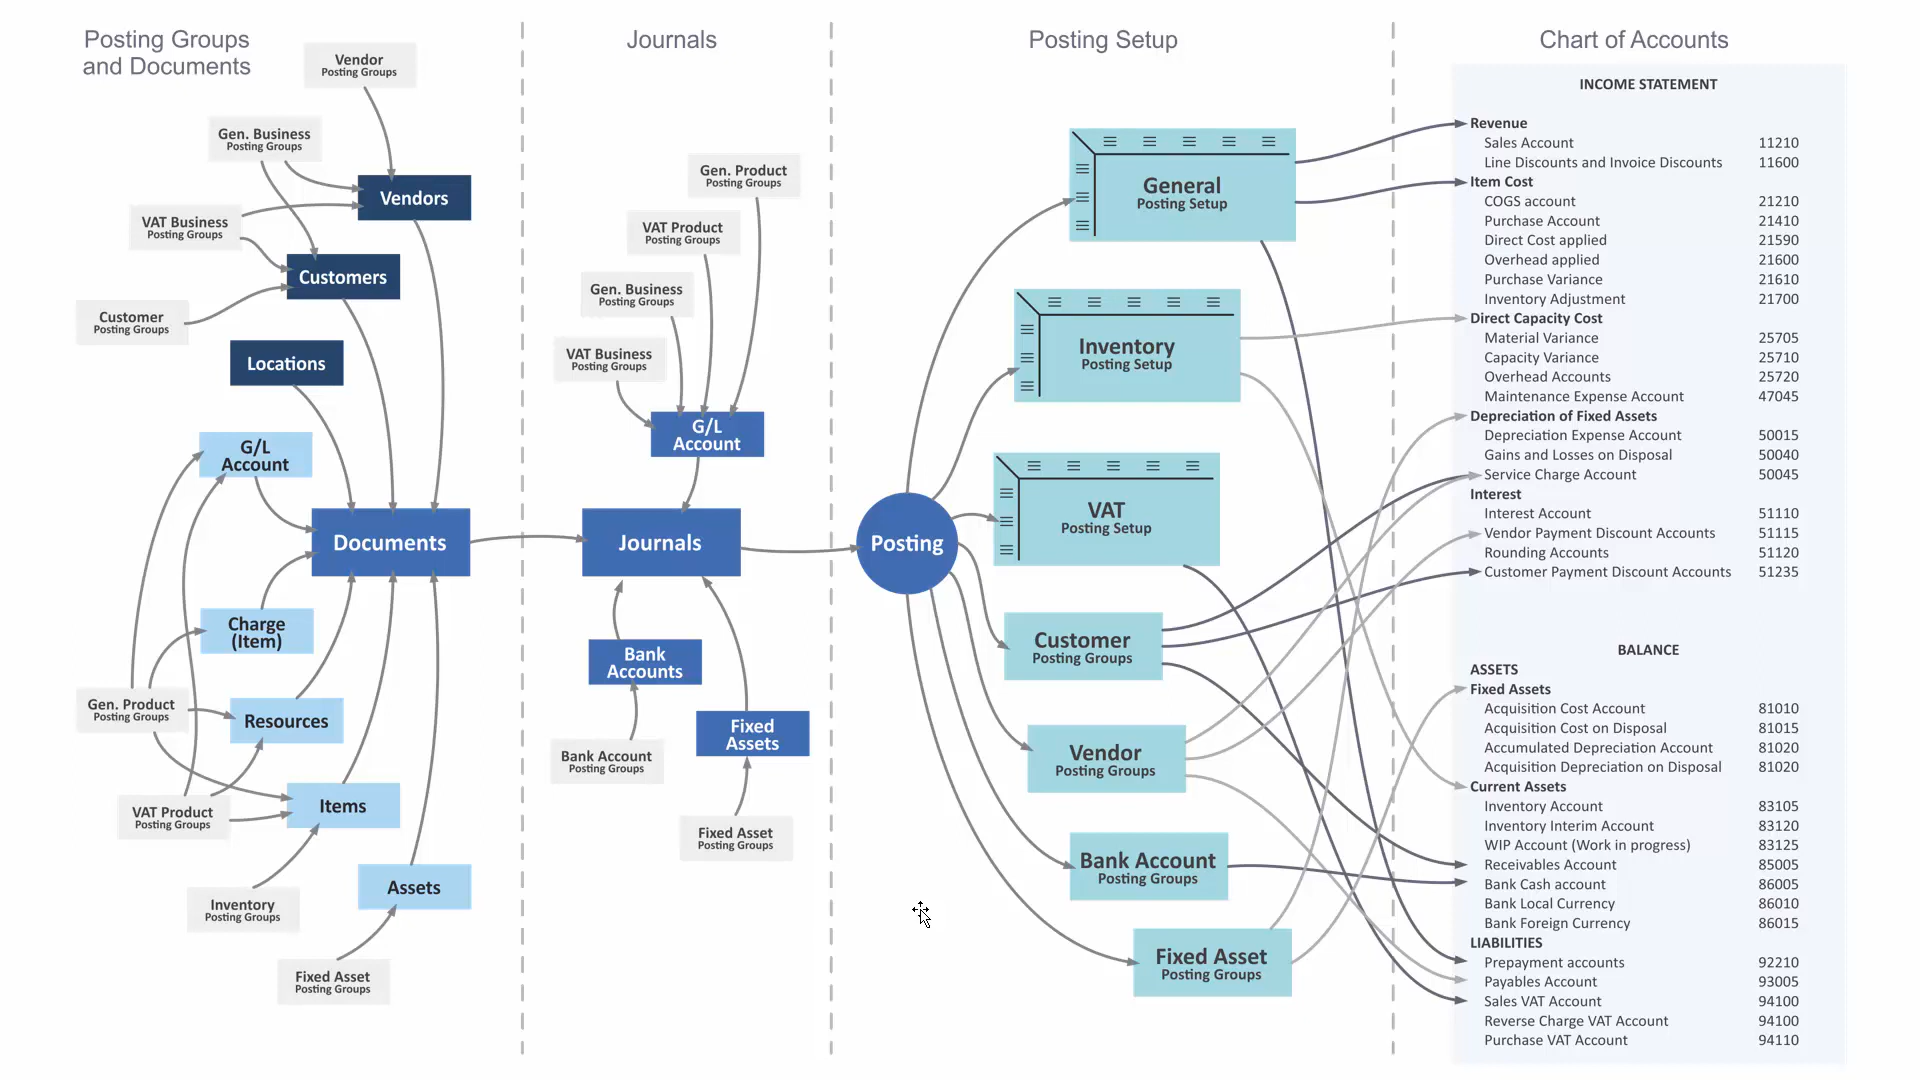 Posting Groups
and Documents
Vendor
Posting Groups
Gen. Business
Posting Groups
Vendors
VAT Business
Posting Groups
Customers
Customer
Posting Groups
Locations
G/L
Account
Documents
Charge
(Item)
Gen. Product
Posting Groups
Resources
VAT Product
Posting Groups
Items
Inventory
Posting Groups
Assets
Fixed Asset
Posting Groups
Journals
Gen. Product
Posting Groups
VAT Product
Posting Groups
Gen. Business
Posting Groups
VAT Business
Posting Groups
G/L
Account
Journals
Bank
Accounts
Fixed
Assets
Bank Account
Posting Groups
Fixed Asset
Posting Groups
Posting Setup
Posting
General
Posting Setup
Inventory
Posting Setup
VAT
Posting Setup
Customer
Posting Groups
Vendor
Posting Groups
Bank Account
Posting Groups
Fixed Asset
Posting Groups
Chart of Accounts
INCOME STATEMENT
Revenue
Sales Account 11210
Line Discounts and Invoice Discounts 11600
Item Cost
COGS account 21210
Purchase Account 21410
Direct Cost applied 21590
Overhead applied 21600
Purchase Variance 21610
Inventory Adjustment 21700
Direct Capacity Cost
Material Variance 25705
Capacity Variance 25710
Overhead Accounts 25720
Maintenance Expense Account 47045
Depreciation of Fixed Assets
Depreciation Expense Account 50015
Gains and Losses on Disposal 50040
Service Charge Account 50045
Interest
Interest Account 51110
Vendor Payment Discount Accounts 51115
Rounding Accounts 51120
Customer Payment Discount Accounts 51235
BALANCE
ASSETS
Fixed Assets
Acquisition Cost Account 81010
Acquisition Cost on Disposal 81015
Accumulated Depreciation Account 81020
Acquisition Depreciation on Disposal 81020
Current Assets
Inventory Account 83105
Inventory Interim Account 83120
WIP Account (Work in progress) 83125
Receivables Account 85005
Bank Cash account 86005
Bank Local Currency 86010
Bank Foreign Currency 86015
LIABILITIES
Prepayment accounts 92210
Payables Account 93005
Sales VAT Account 94100
Reverse Charge VAT Account 94100
Purchase VAT Account 94110